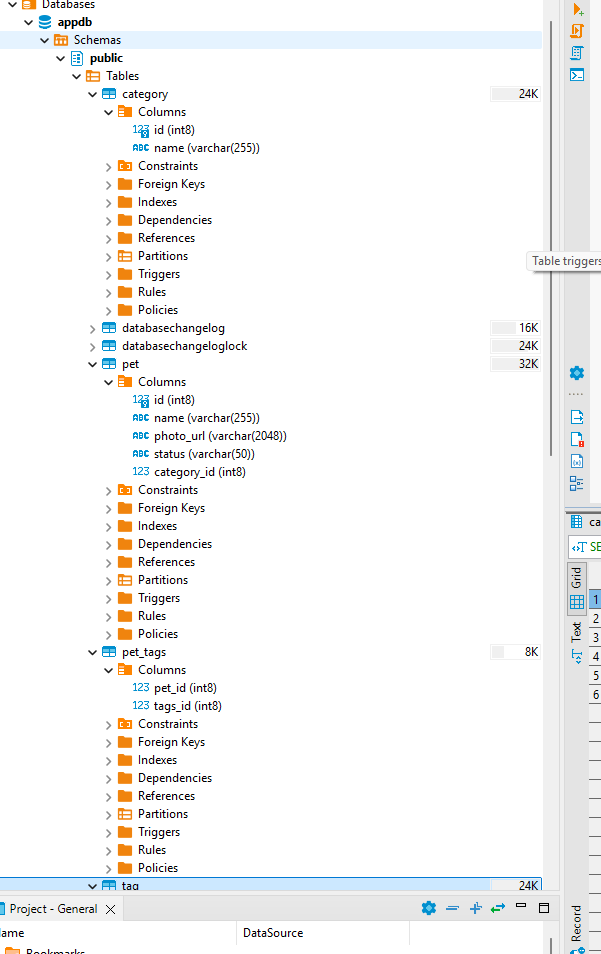 Databases
appdb
Schemas
public
Tables
category 24K
Columns
123 id (int8)
ABC name (varchar(255))
Constraints
Foreign Keys
Indexes
Dependencies
References
Partitions
Table triggers
Triggers
Rules
Policies
databasechangelog 16K
databasechangeloglock 24K
pet 32K
Columns
123 id (int8)
ABC name (varchar(255))
ABC photo_url (varchar(2048))
ABC status (varchar(50))
123 category_id (int8)
Constraints
Foreign Keys
Indexes
Dependencies
References
Partitions
Triggers
Rules
Policies
pet_tags 8K
Columns
123 pet_id (int8)
123 tags_id (int8)
Constraints
Foreign Keys
Indexes
Dependencies
References
Partitions
Triggers
Rules
Policies
tag 24K
ca
SE
Grid
Text
1
2
3
4
5
6
Record
Project - General
ame DataSource
Bookmarks